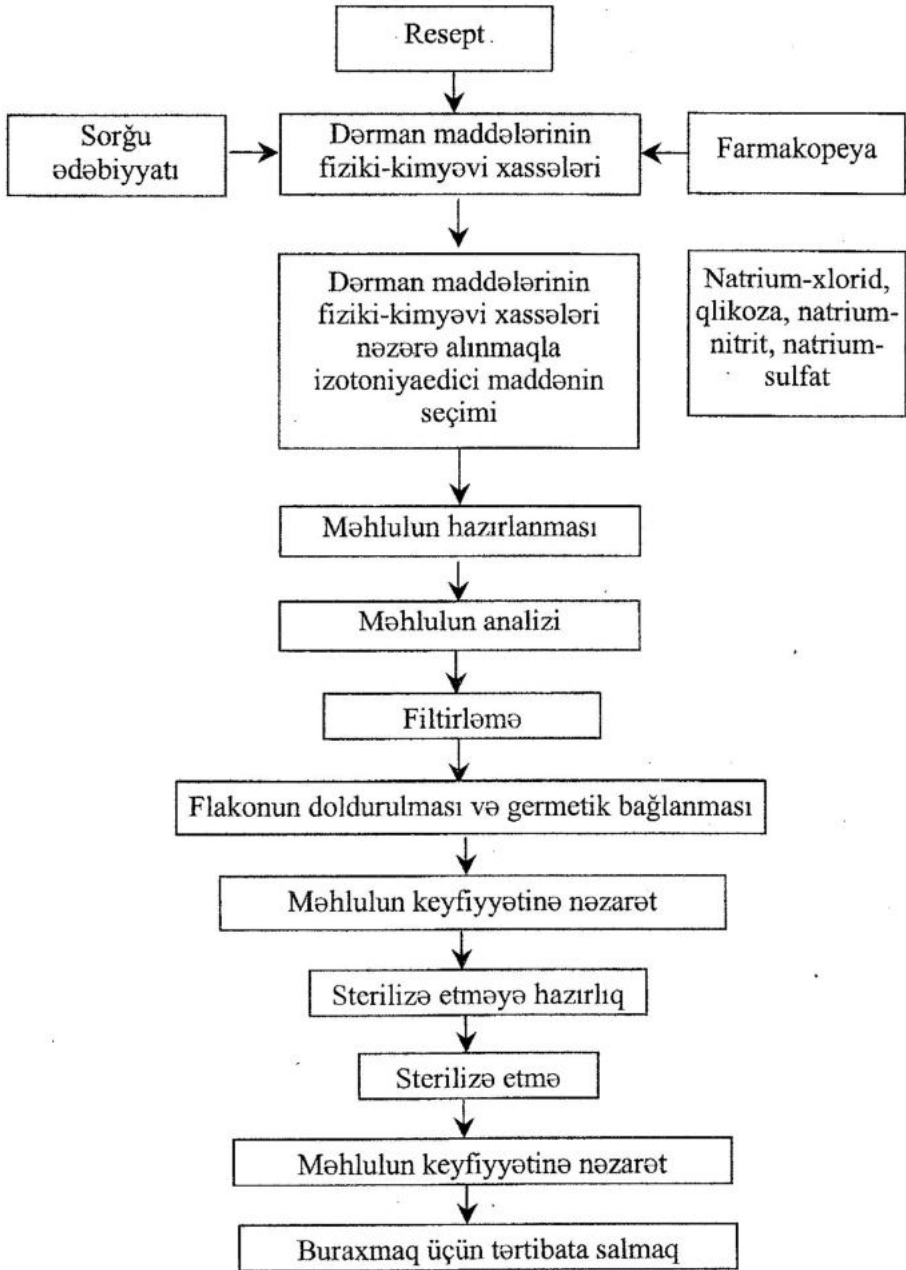 Resept
Sorğu
ədəbiyyatı
Dərman maddələrinin
fiziki-kimyəvi xassələri
Farmakopeya
Dərman maddələrinin
fiziki-kimyəvi xassələri
nəzərə alınmaqla
izotoniyaedici maddənin
seçimi
Natrium-xlorid,
qlikoza, natrium-
nitrit, natrium-
sulfat
Məhlulun hazırlanması
Məhlulun analizi
Filtirləmə
Flakonun doldurulması və germetik bağlanması
Məhlulun keyfiyyətinə nəzarət
Sterilizə etməyə hazırlıq
Sterilizə etmə
Məhlulun keyfiyyətinə nəzarət
Buraxmaq üçün tərtibata salmaq